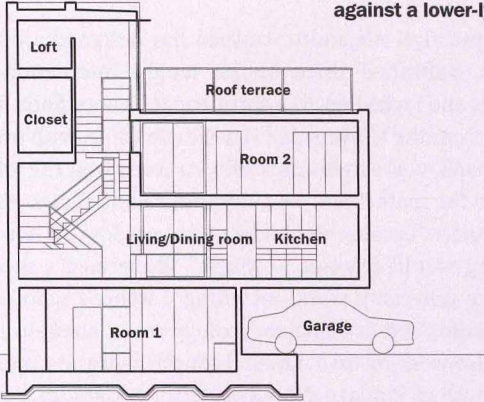 against a lower-l
Loft
Roof terrace
Closet
Room 2
Living/Dining room Kitchen
Room 1
Garage